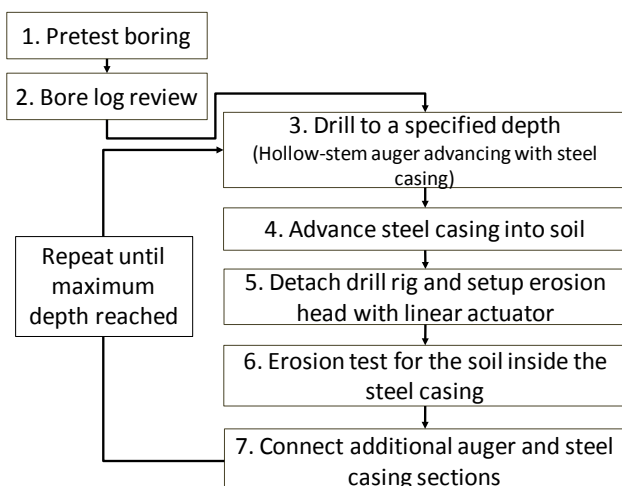 1. Pretest boring
2. Bore log review
3. Drill to a specified depth
(Hollow-stem auger advancing with steel
casing)
4. Advance steel casing into soil
5. Detach drill rig and setup erosion
head with linear actuator
6. Erosion test for the soil inside the
steel casing
7. Connect additional auger and steel
casing sections
Repeat until
maximum
depth reached